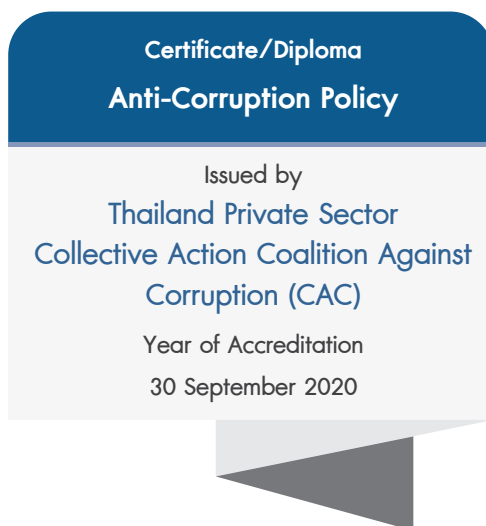 Certificate/Diploma
Anti-Corruption Policy
Issued by
Thailand Private Sector
Collective Action Coalition Against
Corruption (CAC)
Year of Accreditation
30 September 2020